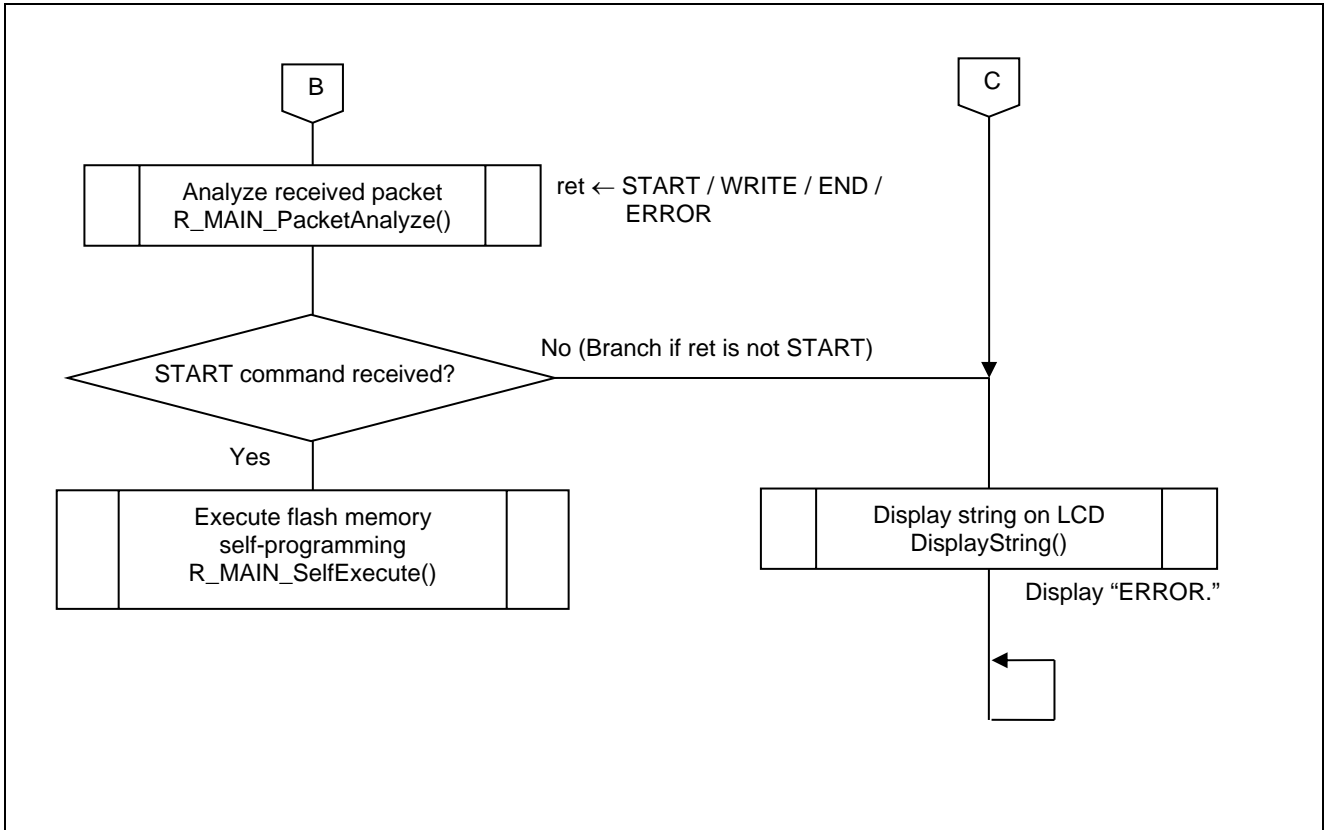 B
C
Analyze received packet
R_MAIN_PacketAnalyze()
ret ← START / WRITE / END /
ERROR
START command received?
No (Branch if ret is not START)
Yes
Execute flash memory
self-programming
R_MAIN_SelfExecute()
Display string on LCD
DisplayString()
Display “ERROR.”